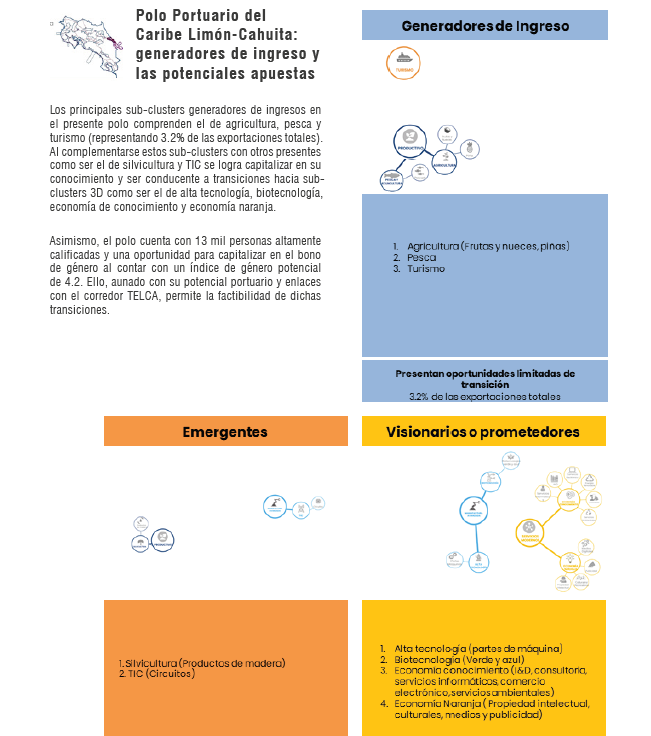 Polo Portuario del
Caribe Limón-Cahuita:
generadores de ingreso y
las potenciales apuestas
Los principales sub-clusters generadores de ingresos en
el presente polo comprenden el de agricultura, pesca y
turismo (representando 3.2% de las exportaciones totales).
Al complementarse estos sub-clusters con otros presentes
como ser el de silvicultura y TIC se logra capitalizar en su
conocimiento y ser conducente a transiciones hacia sub-
clusters 3D como ser el de alta tecnología, biotecnología,
economía de conocimiento y economía naranja.
Asimismo, el polo cuenta con 13 mil personas altamente
calificadas y una oportunidad para capitalizar en el bono
de género al contar con un índice de género potencial
de 4.2. Ello, aunado con su potencial portuario y enlaces
con el corredor TELCA, permite la factibilidad de dichas
transiciones.
Generadores de Ingreso
TURISMO
PRODUCTIVO
AGRICULTURA
1. Agricultura (Frutas y nueces, piñas)
2. Pesca
3. Turismo
Presentan oportunidades limitadas de
transición
3.2% de las exportaciones totales
Emergentes
PRODUCTIVO
1. Silvicultura (Productos de madera)
2. TIC (Circuitos)
Visionarios o prometedores
1. Alta tecnología (partes de máquina)
2. Biotecnología (Verde y azul)
3. Economía conocimiento (I&D, consultoria,
servicios informáticos, comercio
electrónico, servicios ambientales)
4. Economía Naranja ( Propiedad intelectual,
culturales, medios y publicidad)